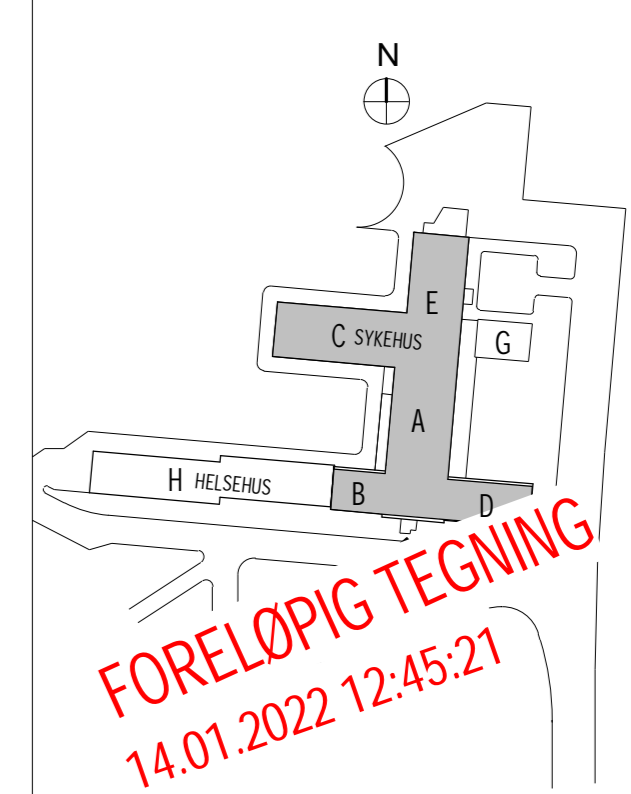 N
E
C SYKEHUS
G
A
H HELSEHUS
B
D
FORELØPIG TEGNING
14.01.2022 12:45:21